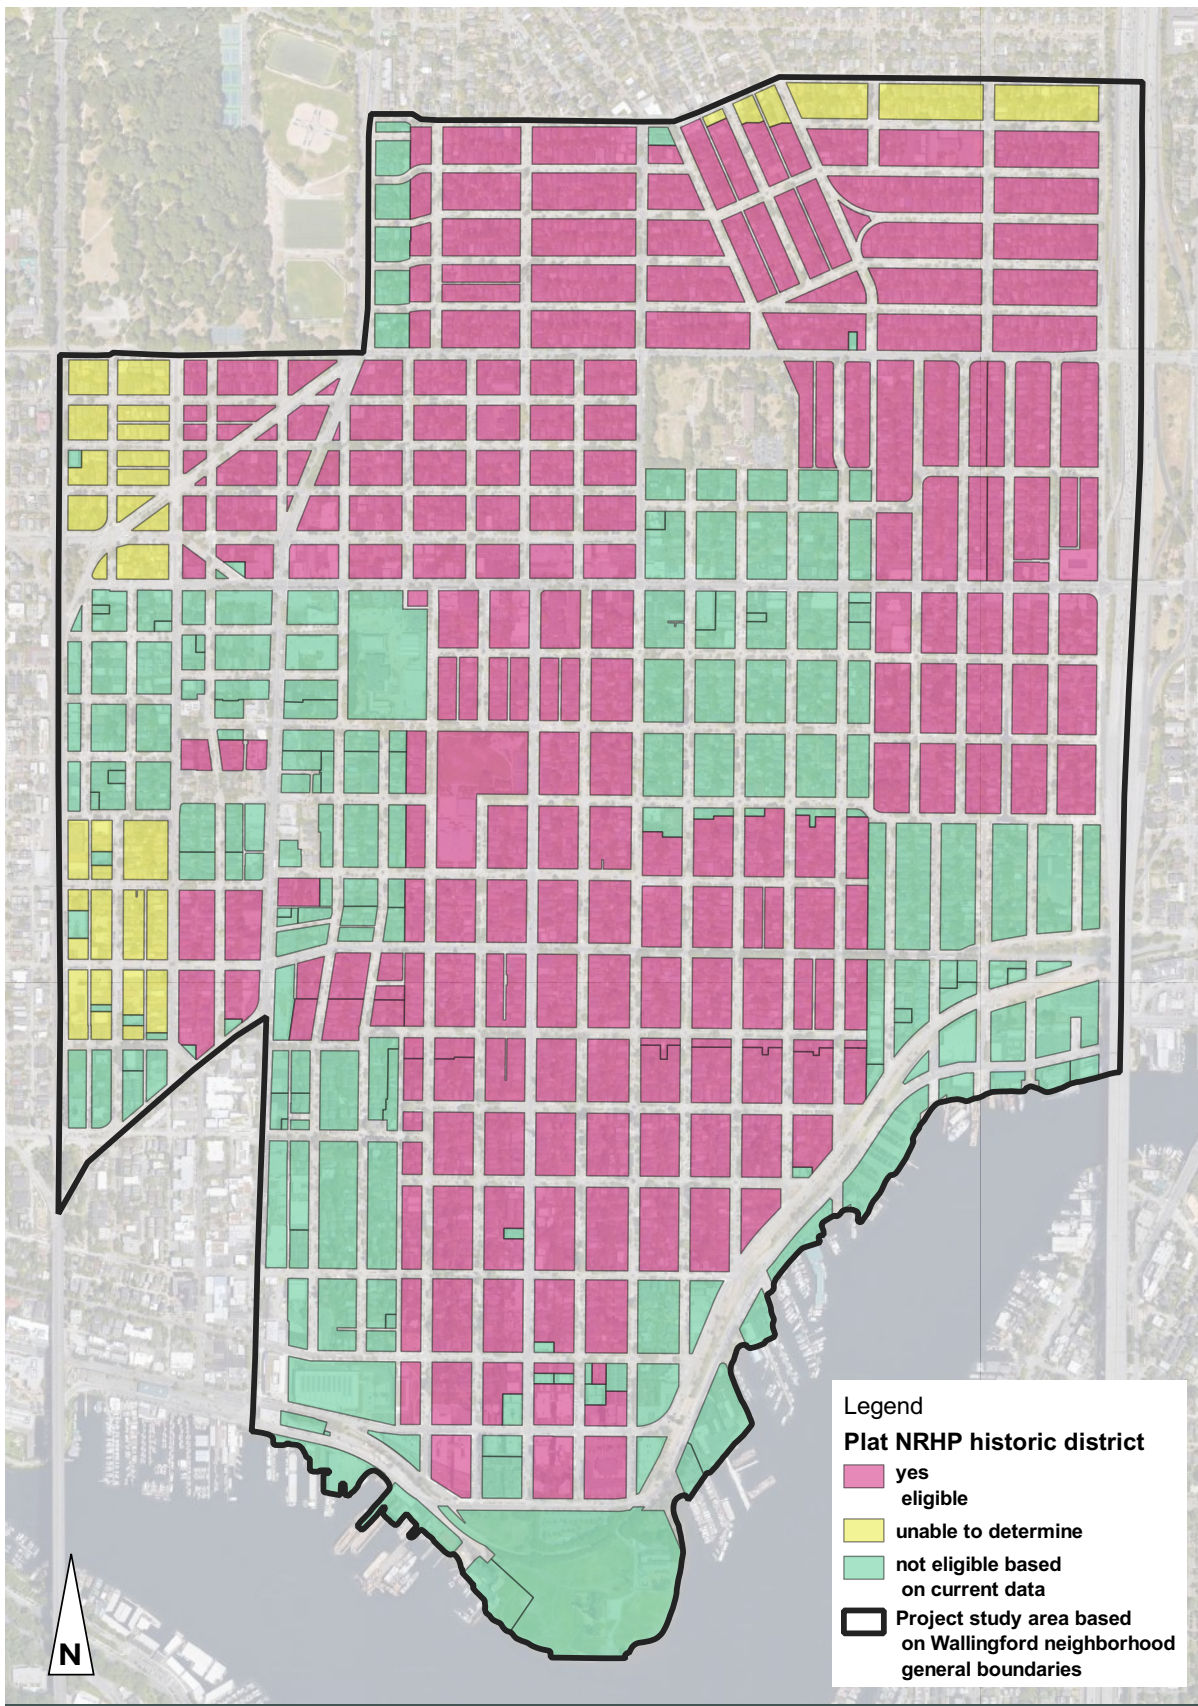 Legend
Plat NRHP historic district
yes
eligible
unable to determine
not eligible based
on current data
Project study area based
on Wallingford neighborhood
general boundaries
N